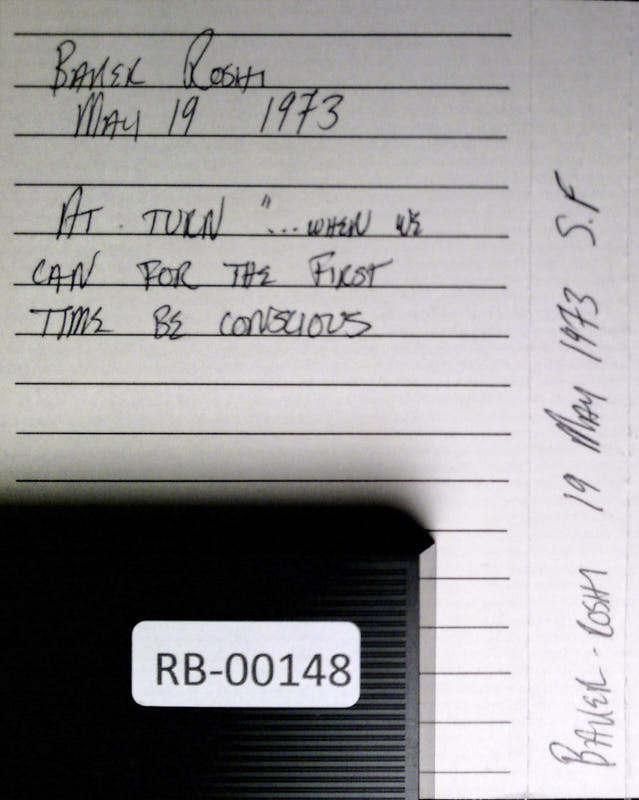 BAKER ROSHI
MAY 19 1973
AT TURN "...WHEN WE
CAN FOR THE FIRST
TIME BE CONSCIOUS
RB-00148
BAKER-ROSHI 19 MAY 1973 S.F